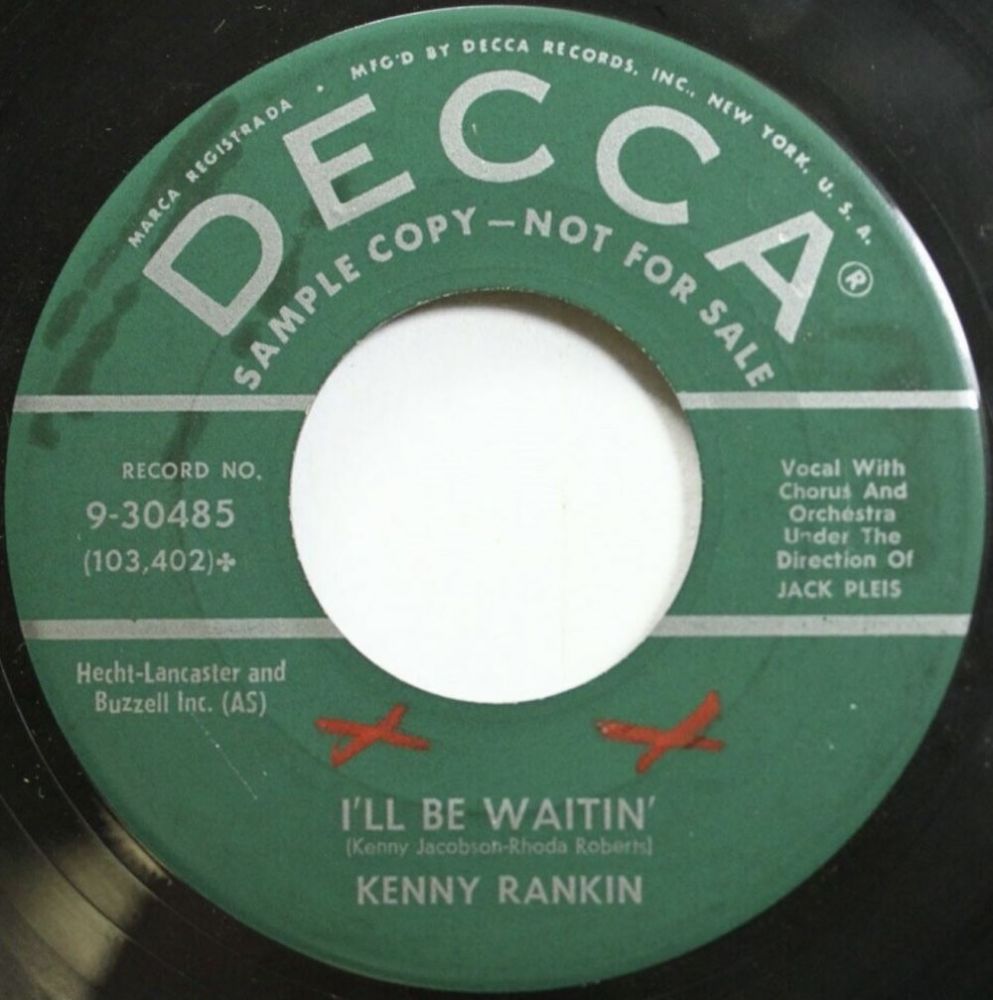 MARCA REGISTRADA • MFG'D BY DECCA RECORDS, INC., NEW YORK, U. S. A.
DECCA®
SAMPLE COPY—NOT FOR SALE
RECORD NO.
9-30485
(103,402)✤
Vocal With
Chorus And
Orchestra
Under The
Direction Of
JACK PLEIS
Hecht-Lancaster and
Buzzell Inc. (AS)
I'LL BE WAITIN'
(Kenny Jacobson-Rhoda Roberts)
KENNY RANKIN